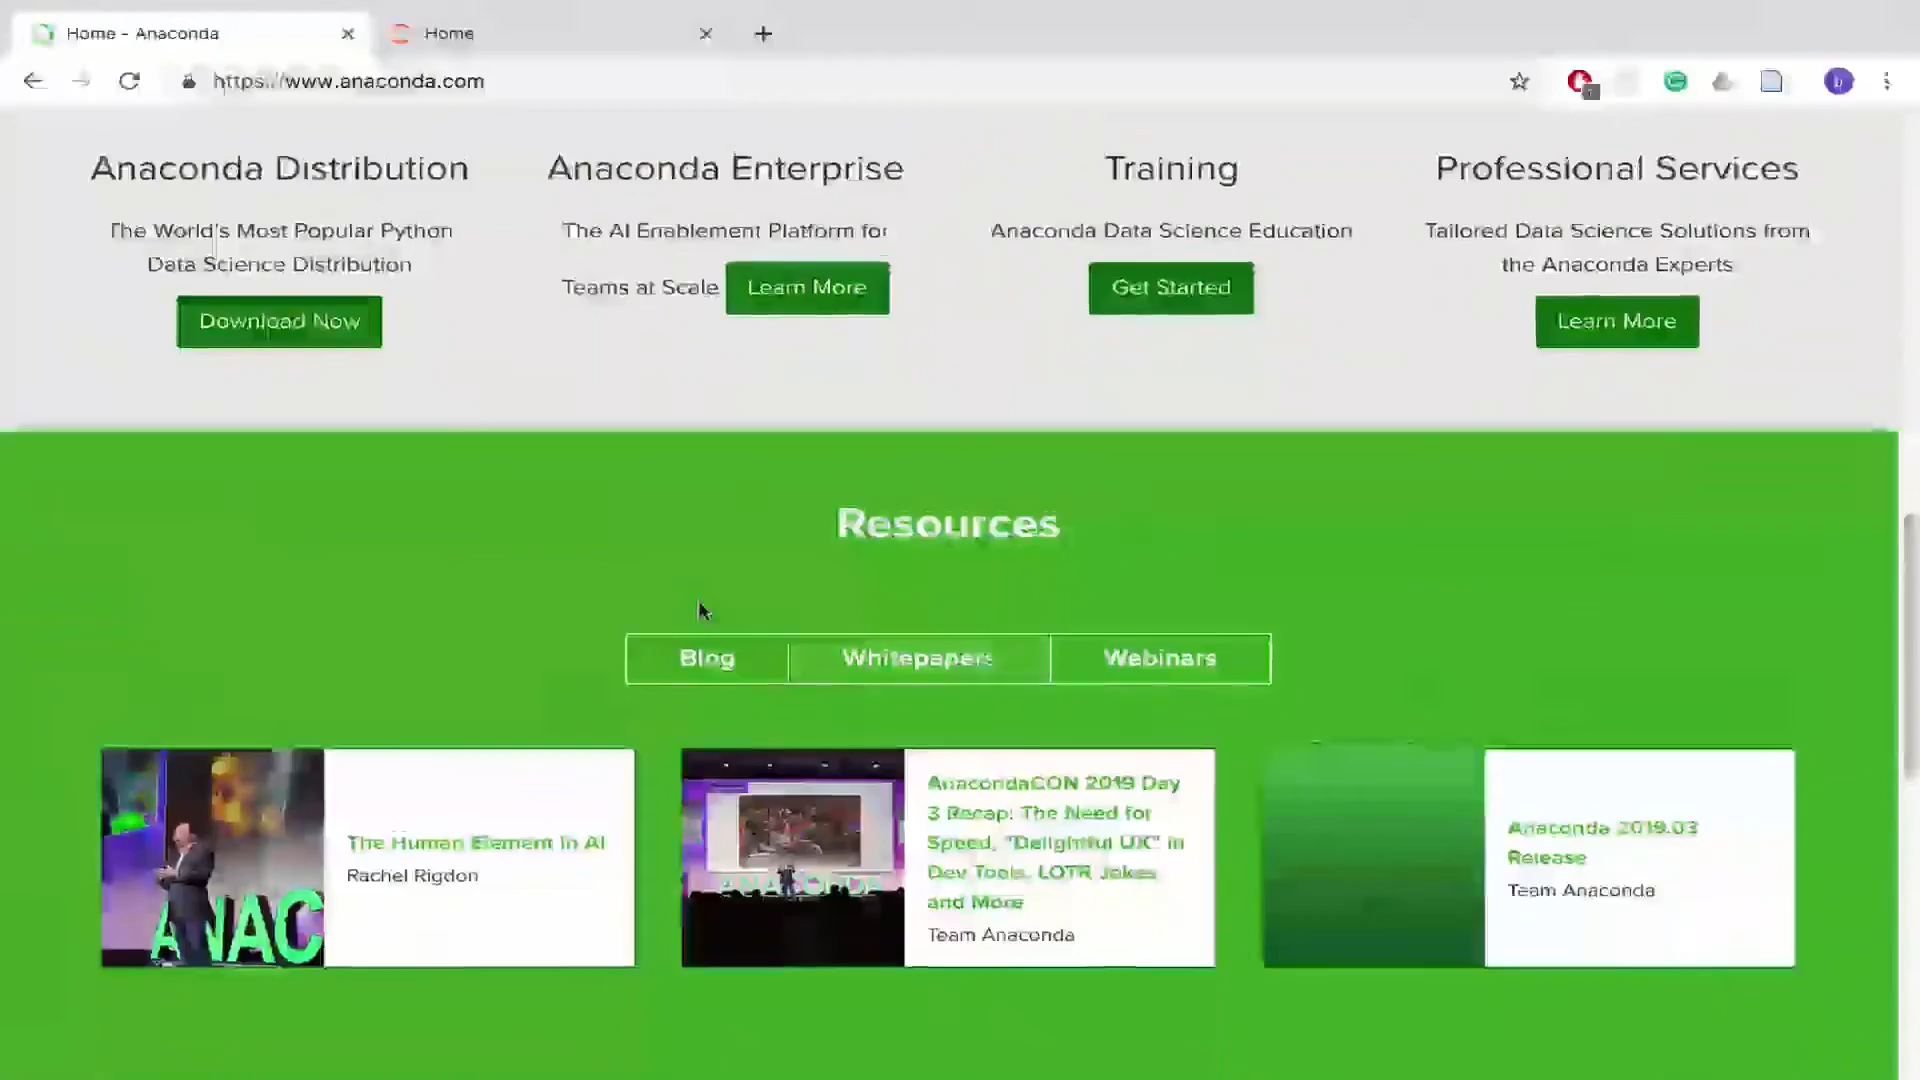 Home - Anaconda
Home
https://www.anaconda.com
Anaconda Distribution
The World's Most Popular Python
Data Science Distribution
Download Now
Anaconda Enterprise
The AI Enablement Platform for
Teams at Scale Learn More
Training
Anaconda Data Science Education
Get Started
Professional Services
Tailored Data Science Solutions from
the Anaconda Experts
Learn More
Resources
Blog
Whitepapers
Webinars
ANAC
The Human Element in AI
Rachel Rigdon
ANACONDA
AnacondaCON 2019 Day
3 Recap: The Need for
Speed, "Delightful UX" in
Dev Tools, LOTR Jokes
and More
Team Anaconda
Anaconda 2019.03
Release
Team Anaconda